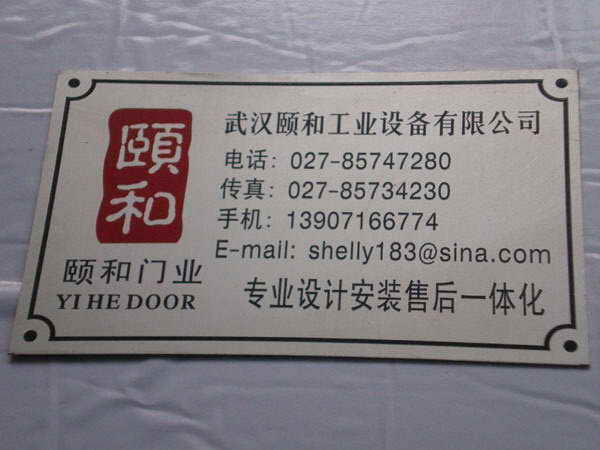 颐和
颐和门业
YI HE DOOR
武汉颐和工业设备有限公司
电话: 027-85747280
传真: 027-85734230
手机: 13907166774
E-mail: shelly183@sina.com
专业设计安装售后一体化